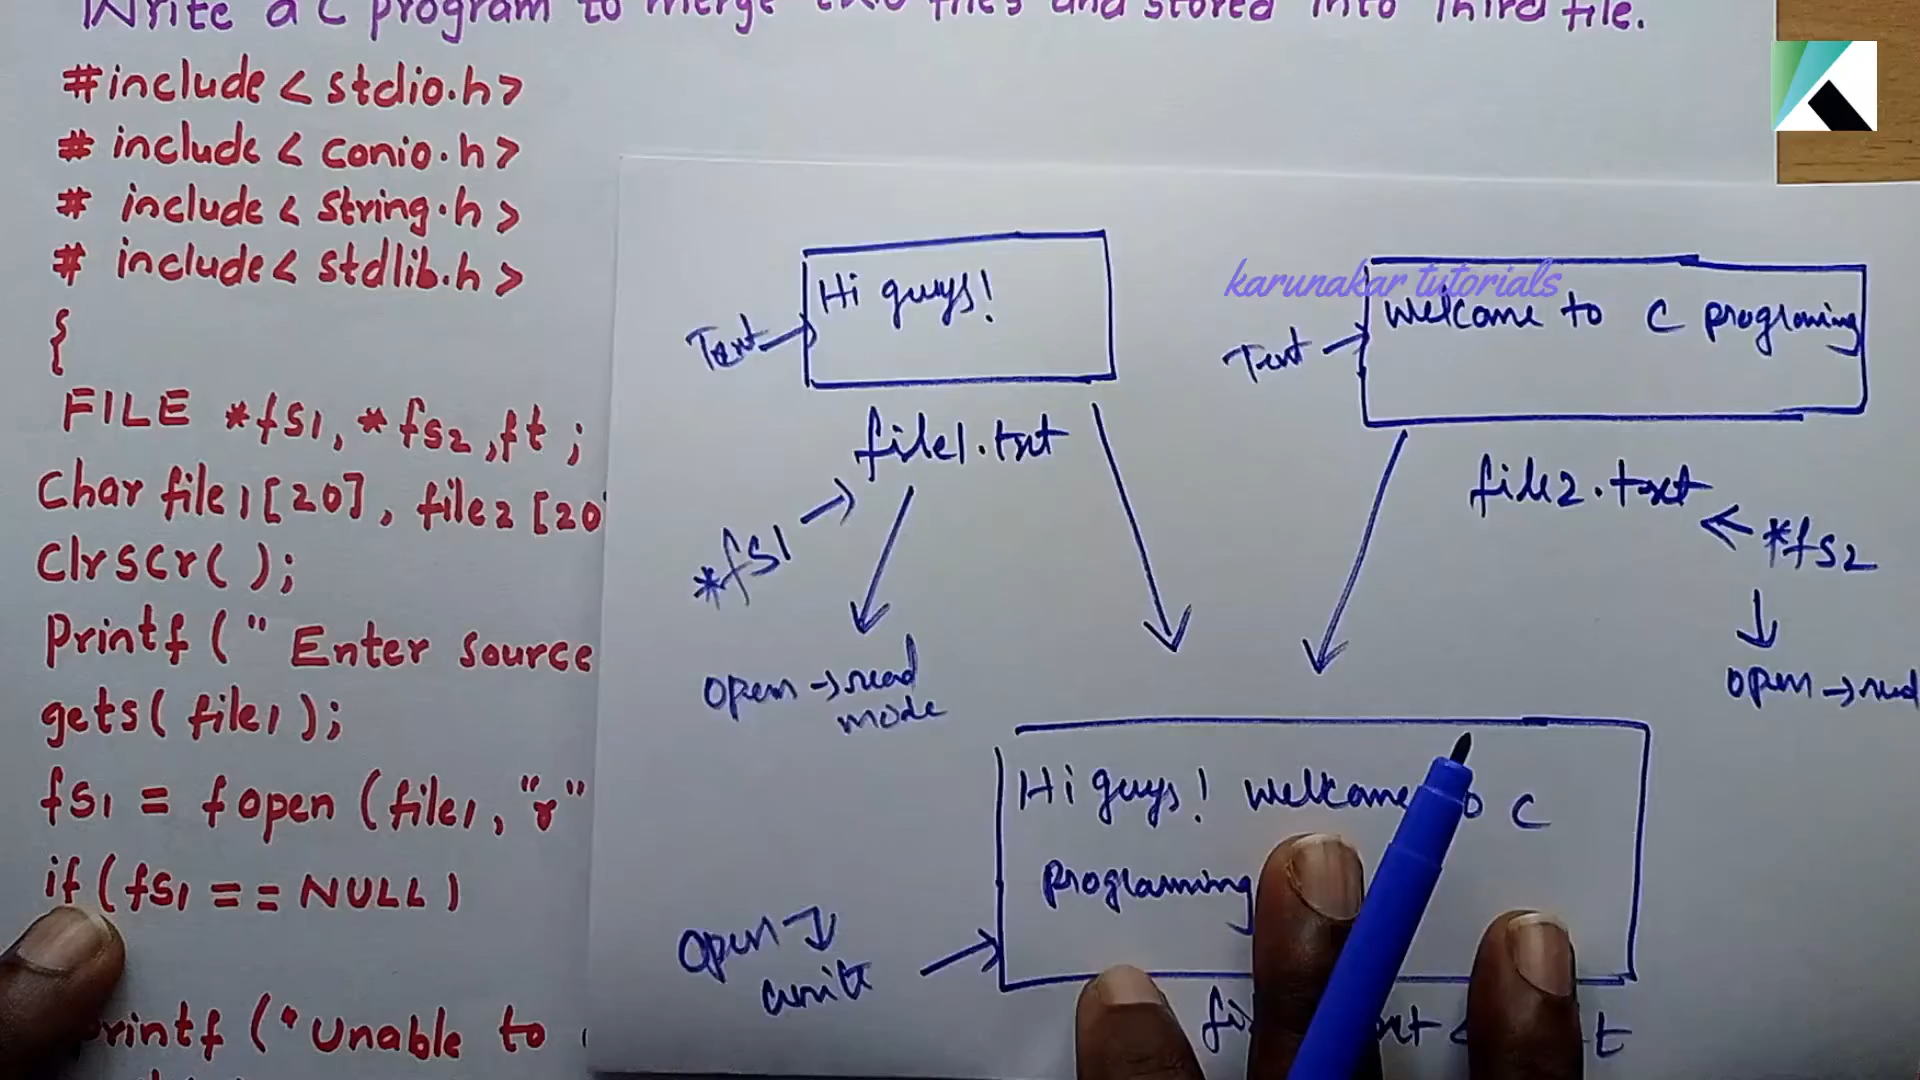 Write a C program to merge two files and stored into Third file.
#include < stdio.h>
# include < conio.h>
# include < string.h>
# include < stdlib.h>
{
FILE *fs1, *fs2, ft ;
Char file1[20], file2 [20
Clrscr( );
Printf (" Enter source
gets( file1 );
fs1 = fopen (file1, "r"
if( fs1 == NULL)
printf ("Unable to
karunakar tutorials
Hi guys!
Text
file1.txt
*fs1
open → read
mode
Welcome to C programing
Text
file2.txt
*fs2
open → read
Hi guys! Welcome to C
programing
open →
write